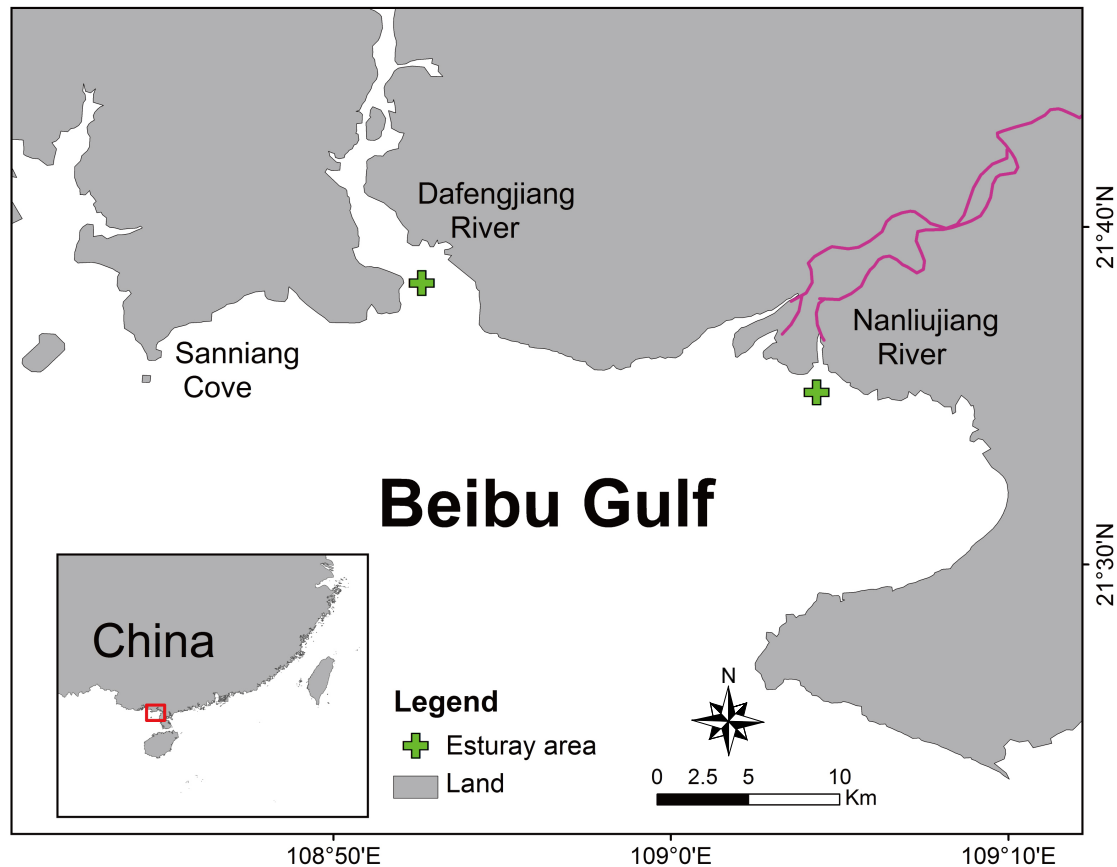 Dafengjiang
River
21°40'N
Nanliujiang
River
Sanniang
Cove
Beibu Gulf
21°30'N
China
N
Legend
Esturay area
Land
0 2.5 5 10
Km
108°50'E 109°0'E 109°10'E